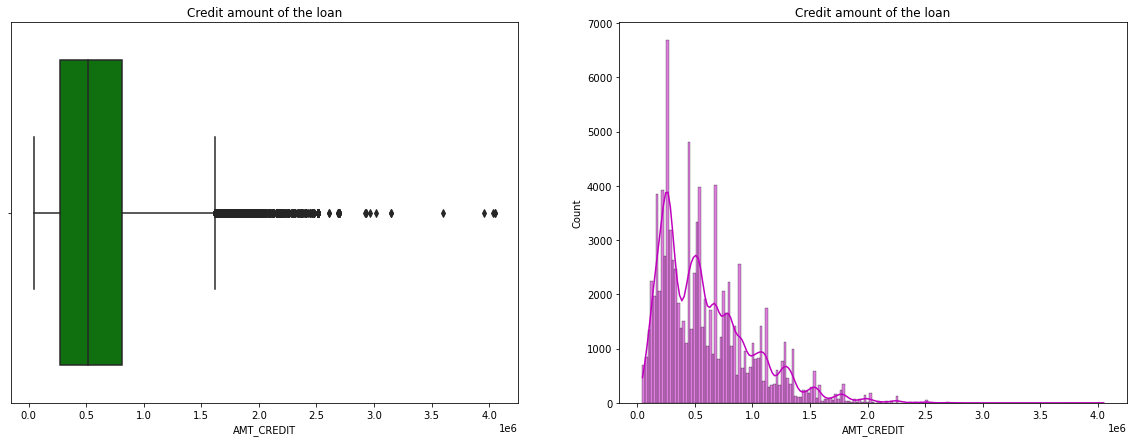 Credit amount of the loan
0.0 0.5 1.0 1.5 2.0 2.5 3.0 3.5 4.0
1e6
AMT_CREDIT
Credit amount of the loan
7000
6000
5000
4000
3000
2000
1000
0
Count
0.0 0.5 1.0 1.5 2.0 2.5 3.0 3.5 4.0
1e6
AMT_CREDIT